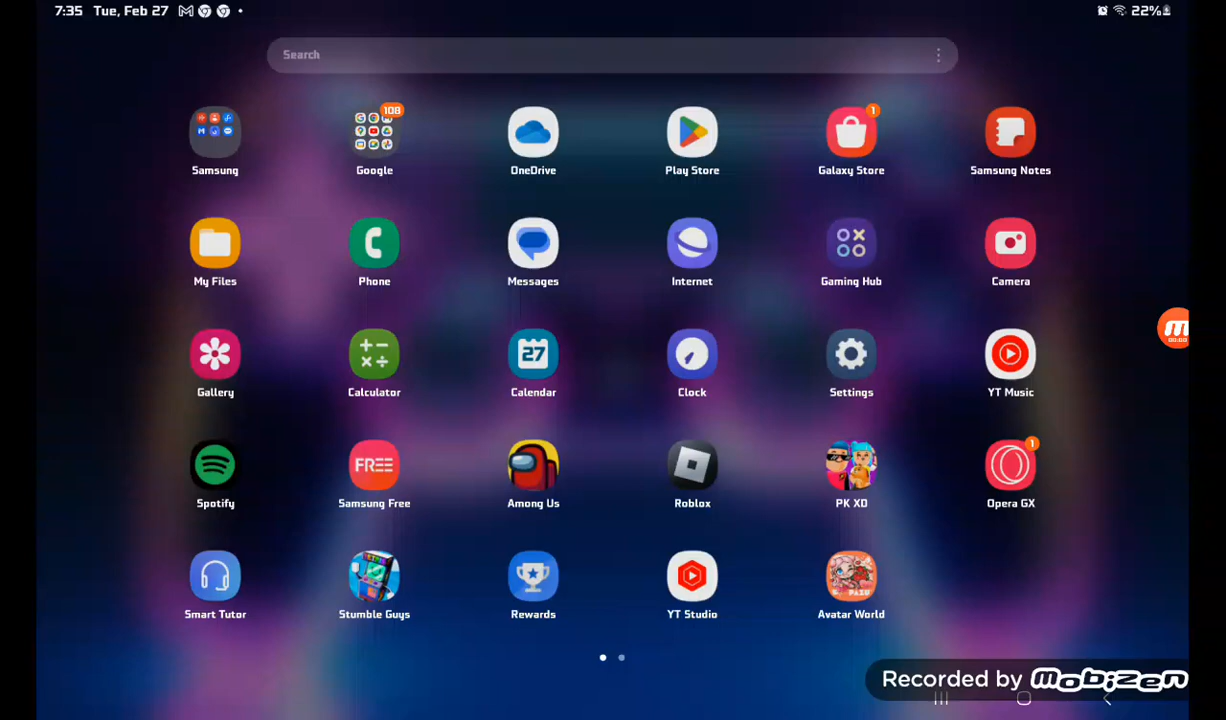 7:35 Tue, Feb 27 22%
Search
108 1
Samsung Google OneDrive Play Store Galaxy Store Samsung Notes
My Files Phone Messages Internet Gaming Hub Camera
27
Gallery Calculator Calendar Clock Settings YT Music
FREE 1
Spotify Samsung Free Among Us Roblox PK XD Opera GX
PAZU
Smart Tutor Stumble Guys Rewards YT Studio Avatar World
Recorded by mobizen